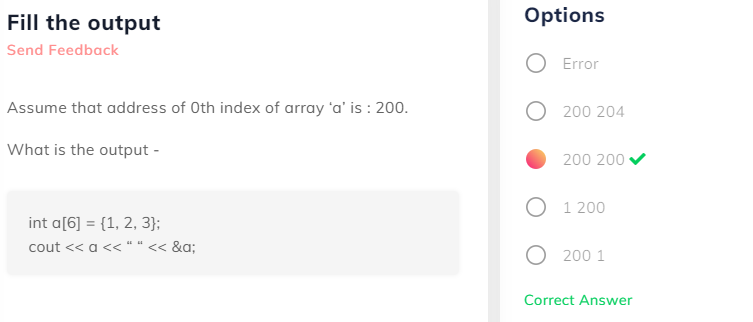 Fill the output
Send Feedback
Assume that address of 0th index of array ‘a’ is : 200.
What is the output -
int a[6] = {1, 2, 3};
cout << a << “ “ << &a;
Options
Error
200 204
200 200
1 200
200 1
Correct Answer